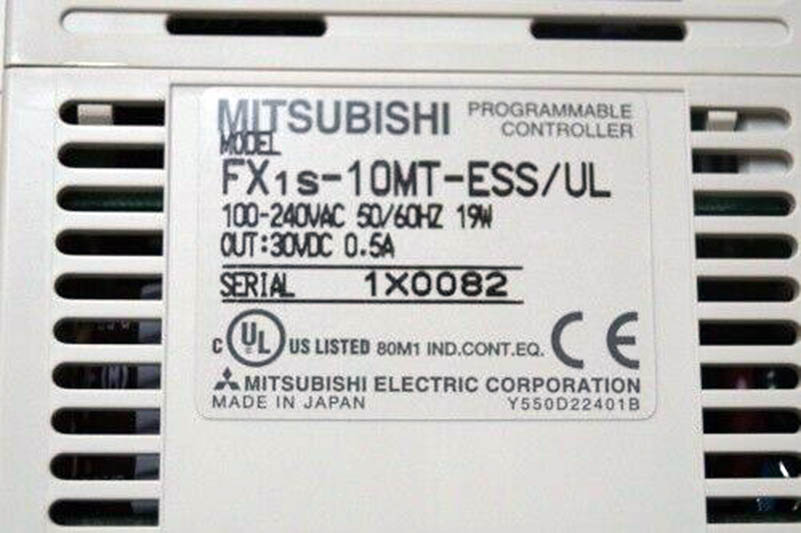 MITSUBISHI PROGRAMMABLE CONTROLLER
MODEL
FX1s-10MT-ESS/UL
100-240VAC 50/60HZ 19W
OUT:30VDC 0.5A
SERIAL 1X0082
C UL US LISTED 80M1 IND.CONT.EQ. CE
MITSUBISHI ELECTRIC CORPORATION
MADE IN JAPAN Y550D22401B